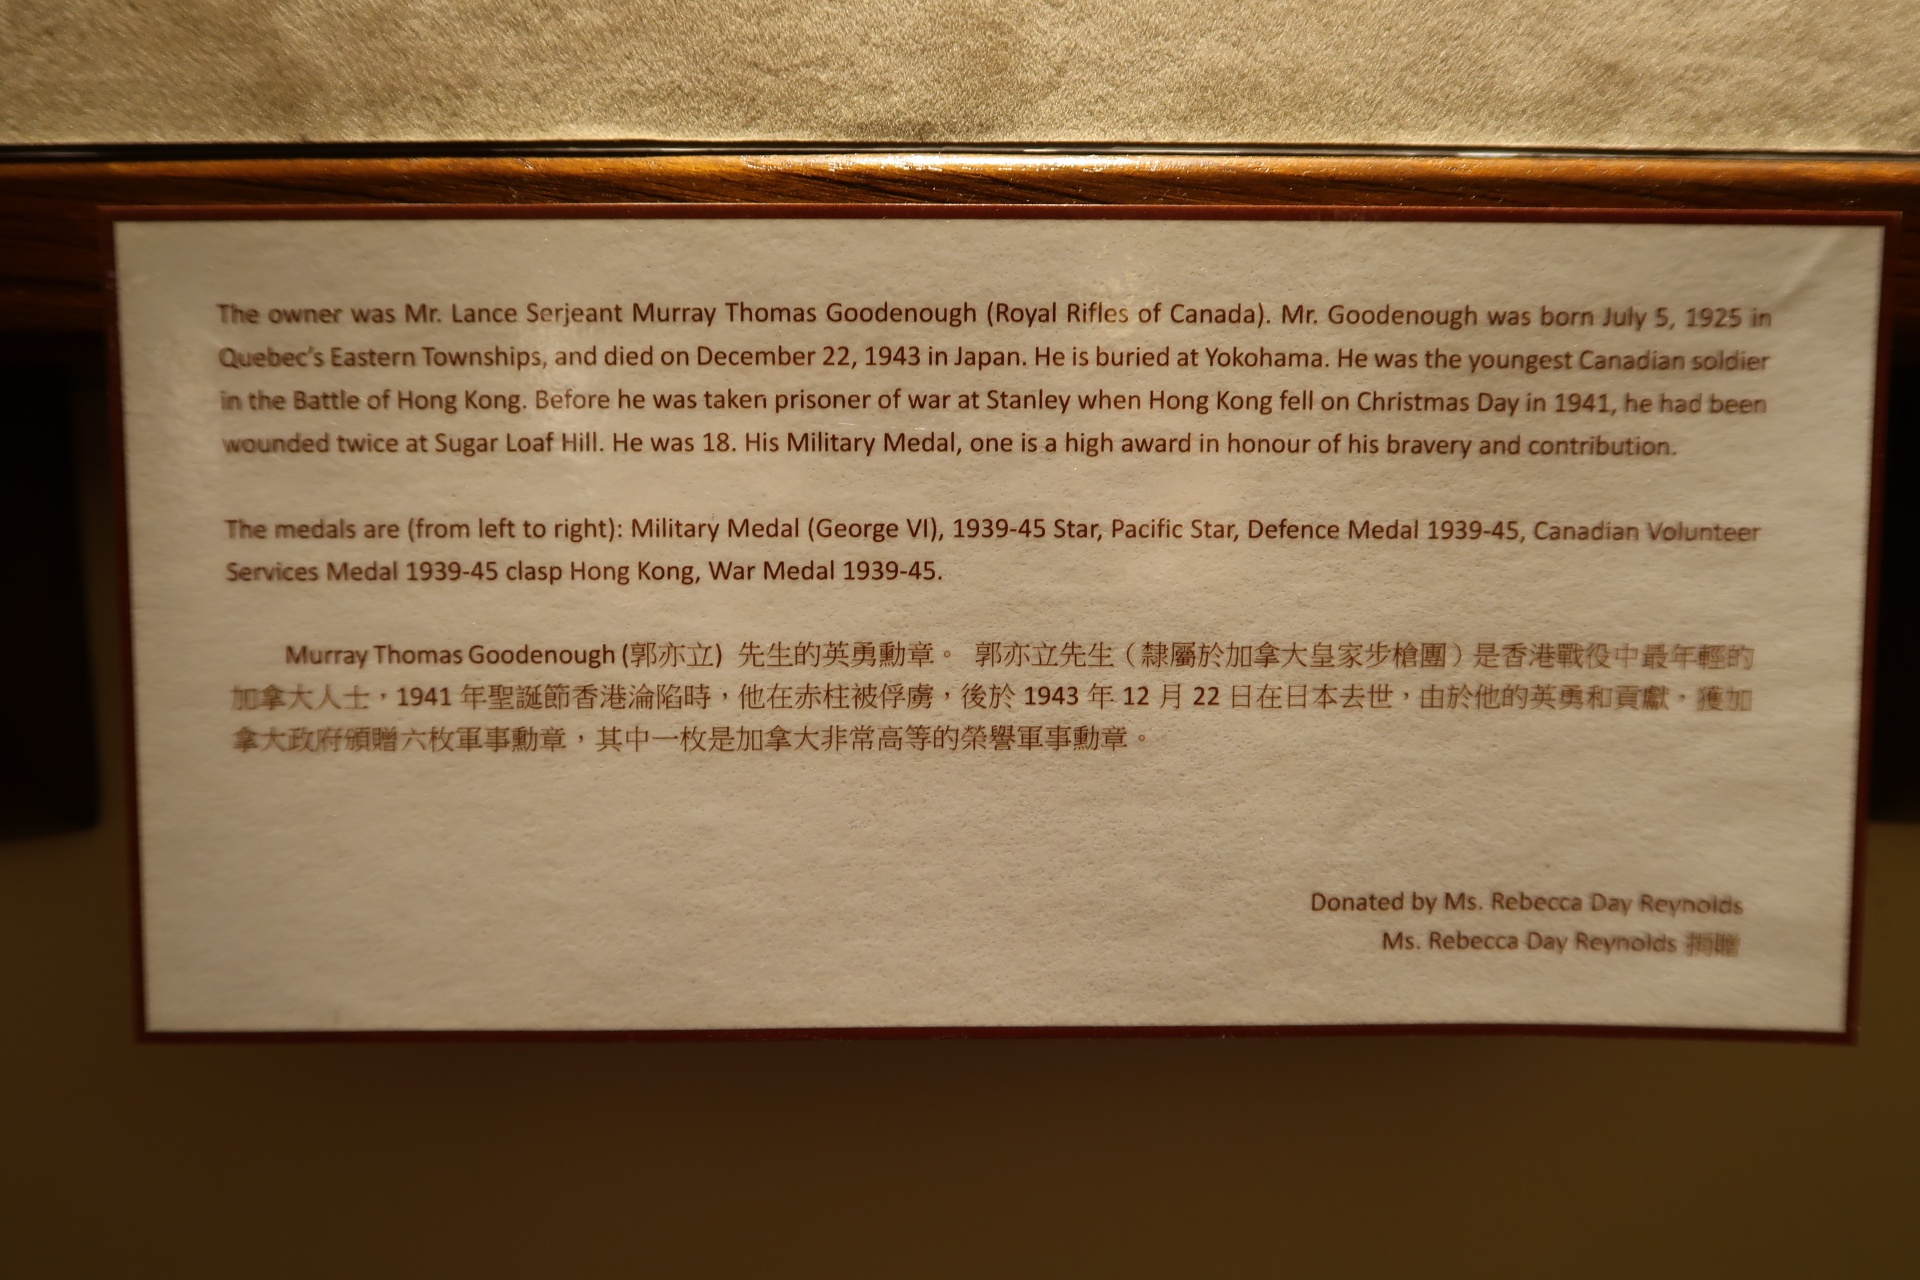 The owner was Mr. Lance Serjeant Murray Thomas Goodenough (Royal Rifles of Canada). Mr. Goodenough was born July 5, 1925 in
Quebec's Eastern Townships, and died on December 22, 1943 in Japan. He is buried at Yokohama. He was the youngest Canadian soldier
in the Battle of Hong Kong. Before he was taken prisoner of war at Stanley when Hong Kong fell on Christmas Day in 1941, he had been
wounded twice at Sugar Loaf Hill. He was 18. His Military Medal, one is a high award in honour of his bravery and contribution.
The medals are (from left to right): Military Medal (George VI), 1939-45 Star, Pacific Star, Defence Medal 1939-45, Canadian Volunteer
Services Medal 1939-45 clasp Hong Kong, War Medal 1939-45.
Murray Thomas Goodenough (郭亦立) 先生的英勇勳章。 郭亦立先生（隸屬於加拿大皇家步槍團）是香港戰役中最年輕的
加拿大人士，1941 年聖誕節香港淪陷時，他在赤柱被俘虜，後於 1943 年 12 月 22 日在日本去世，由於他的英勇和貢獻，獲加
拿大政府頒贈六枚軍事勳章，其中一枚是加拿大非常高等的榮譽軍事勳章。
Donated by Ms. Rebecca Day Reynolds
Ms. Rebecca Day Reynolds 捐贈